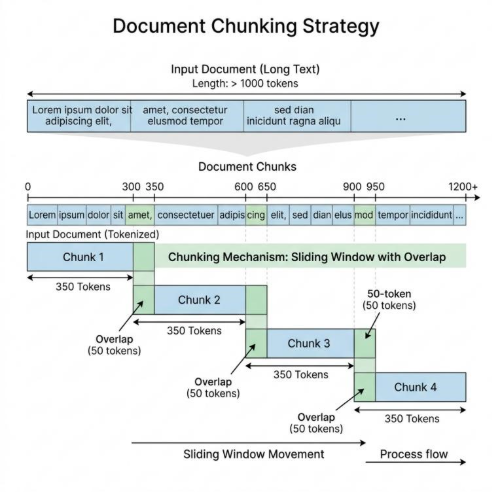 Document Chunking Strategy
Input Document (Long Text)
Length: > 1000 tokens
Lorem ipsum dolor sit
adipiscing elit,
amet, consectetur
elusmod tempor
sed dian
inicidunt ragna aliqu
...
Document Chunks
0 300 350 600 650 900 950 1200+
Lorem ipsum dolor sit amet, consectetuer adipis cing elit, sed dian elus mod tempor incididunt ...
Input Document (Tokenized)
Chunk 1
Chunking Mechanism: Sliding Window with Overlap
350 Tokens
Chunk 2
50-token
(50 tokens)
350 Tokens
Overlap
(50 tokens)
Chunk 3
350 Tokens
Overlap
(50 tokens)
Chunk 4
350 Tokens
Overlap
(50 tokens)
Sliding Window Movement
Process flow